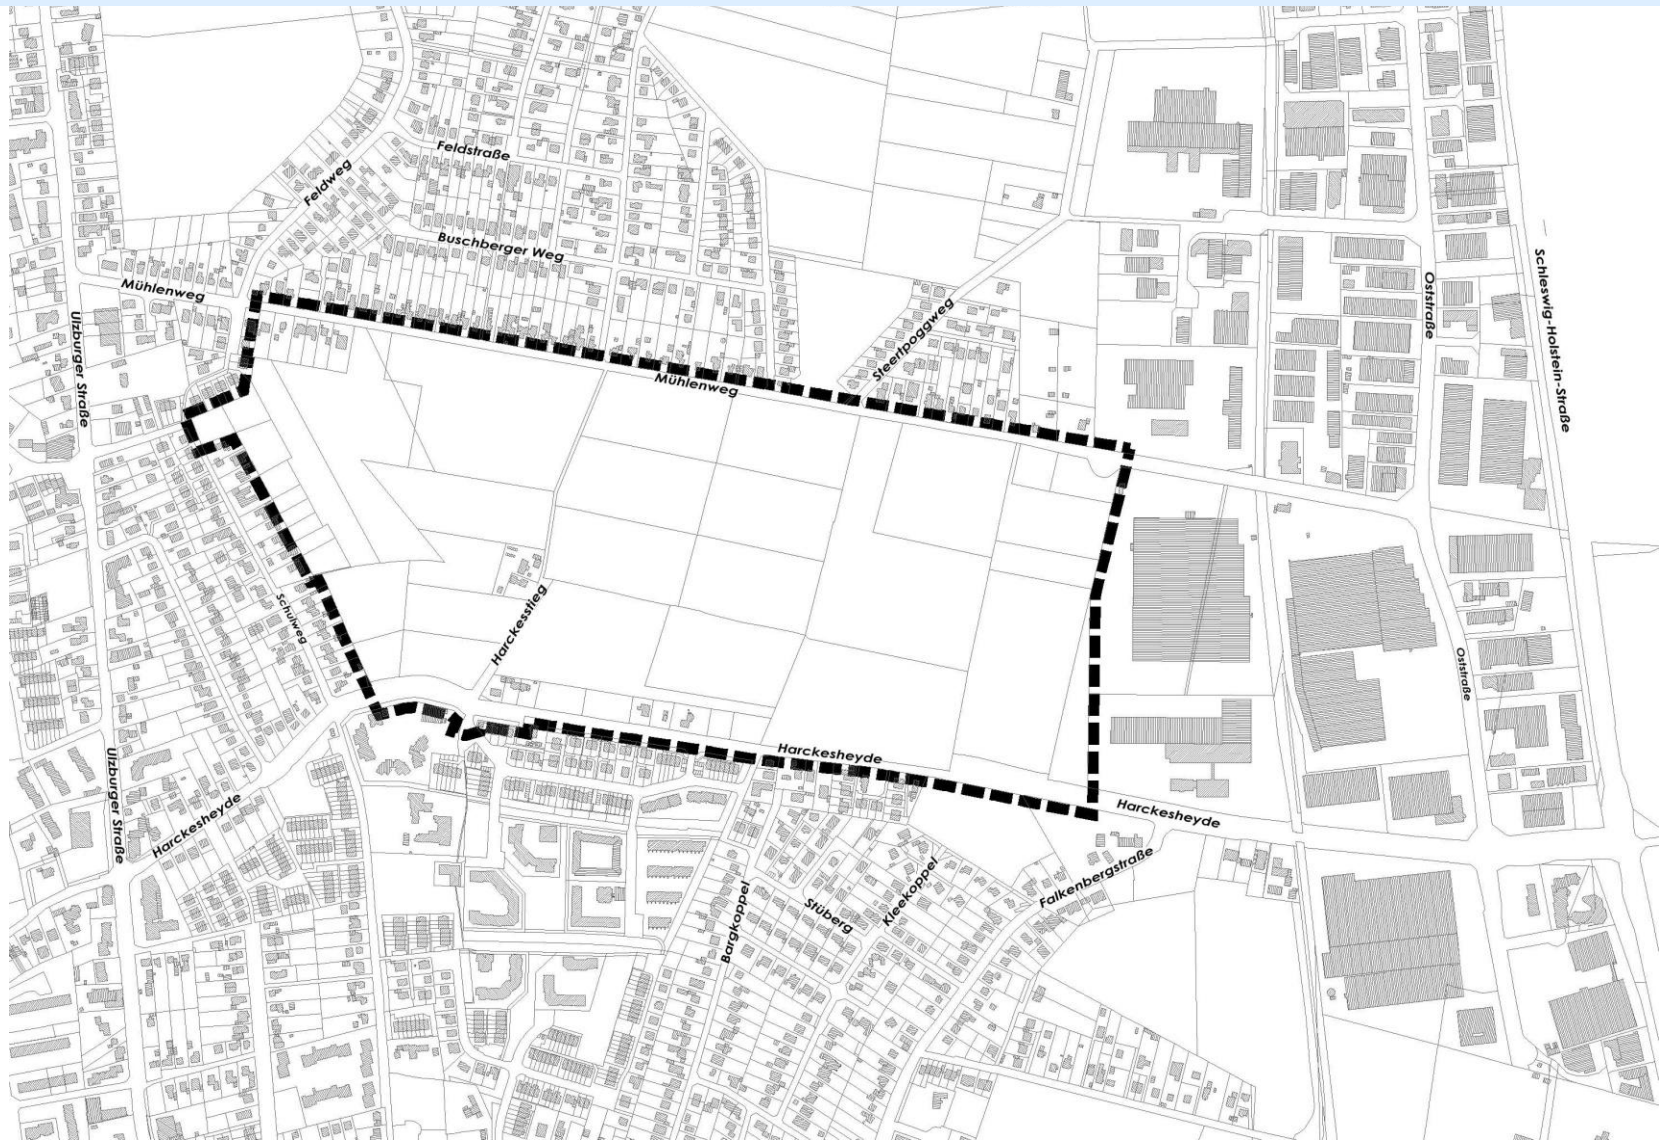 Feldstraße
Feldweg
Buschberger Weg
Mühlenweg
Ulzburger Straße
Steertpoggweg
Oststraße
Schleswig-Holstein-Straße
Mühlenweg
Schulweg
Harckesstieg
Oststraße
Harckesheyde
Harckesheyde
Ulzburger Straße
Harckesheyde
Falkenbergstraße
Kleekoppel
Stüberg
Bargkoppel